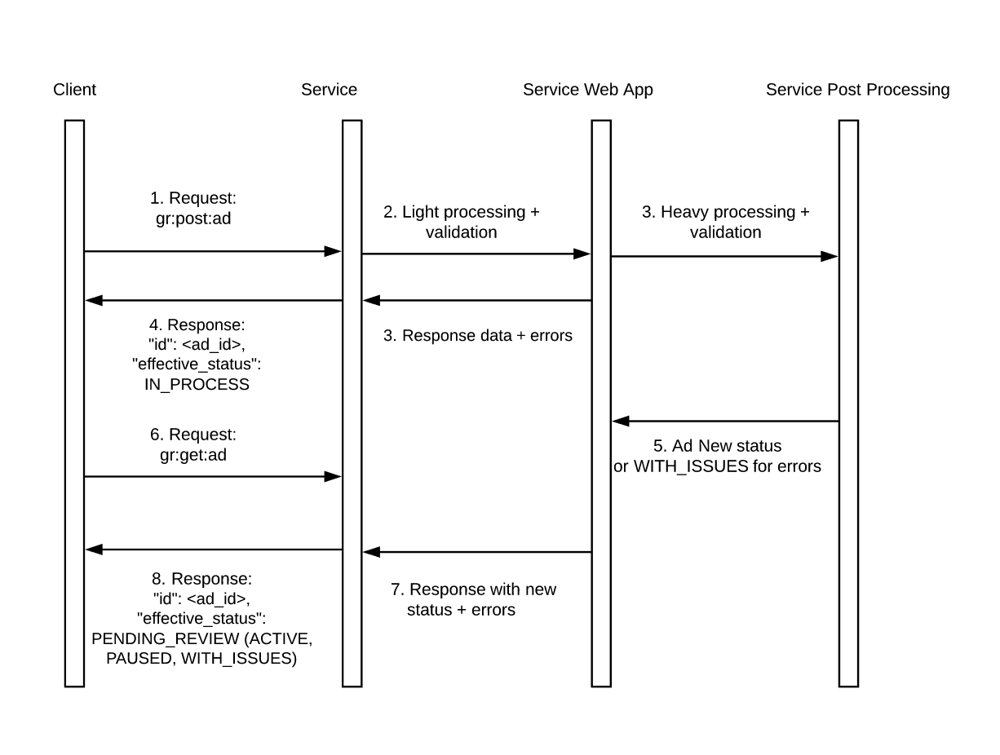 Client
Service
Service Web App
Service Post Processing
1. Request:
gr:post:ad
2. Light processing +
validation
3. Heavy processing +
validation
4. Response:
"id": <ad_id>,
"effective_status":
IN_PROCESS
3. Response data + errors
6. Request:
gr:get:ad
5. Ad New status
or WITH_ISSUES for errors
8. Response:
"id": <ad_id>,
"effective_status":
PENDING_REVIEW (ACTIVE,
PAUSED, WITH_ISSUES)
7. Response with new
status + errors